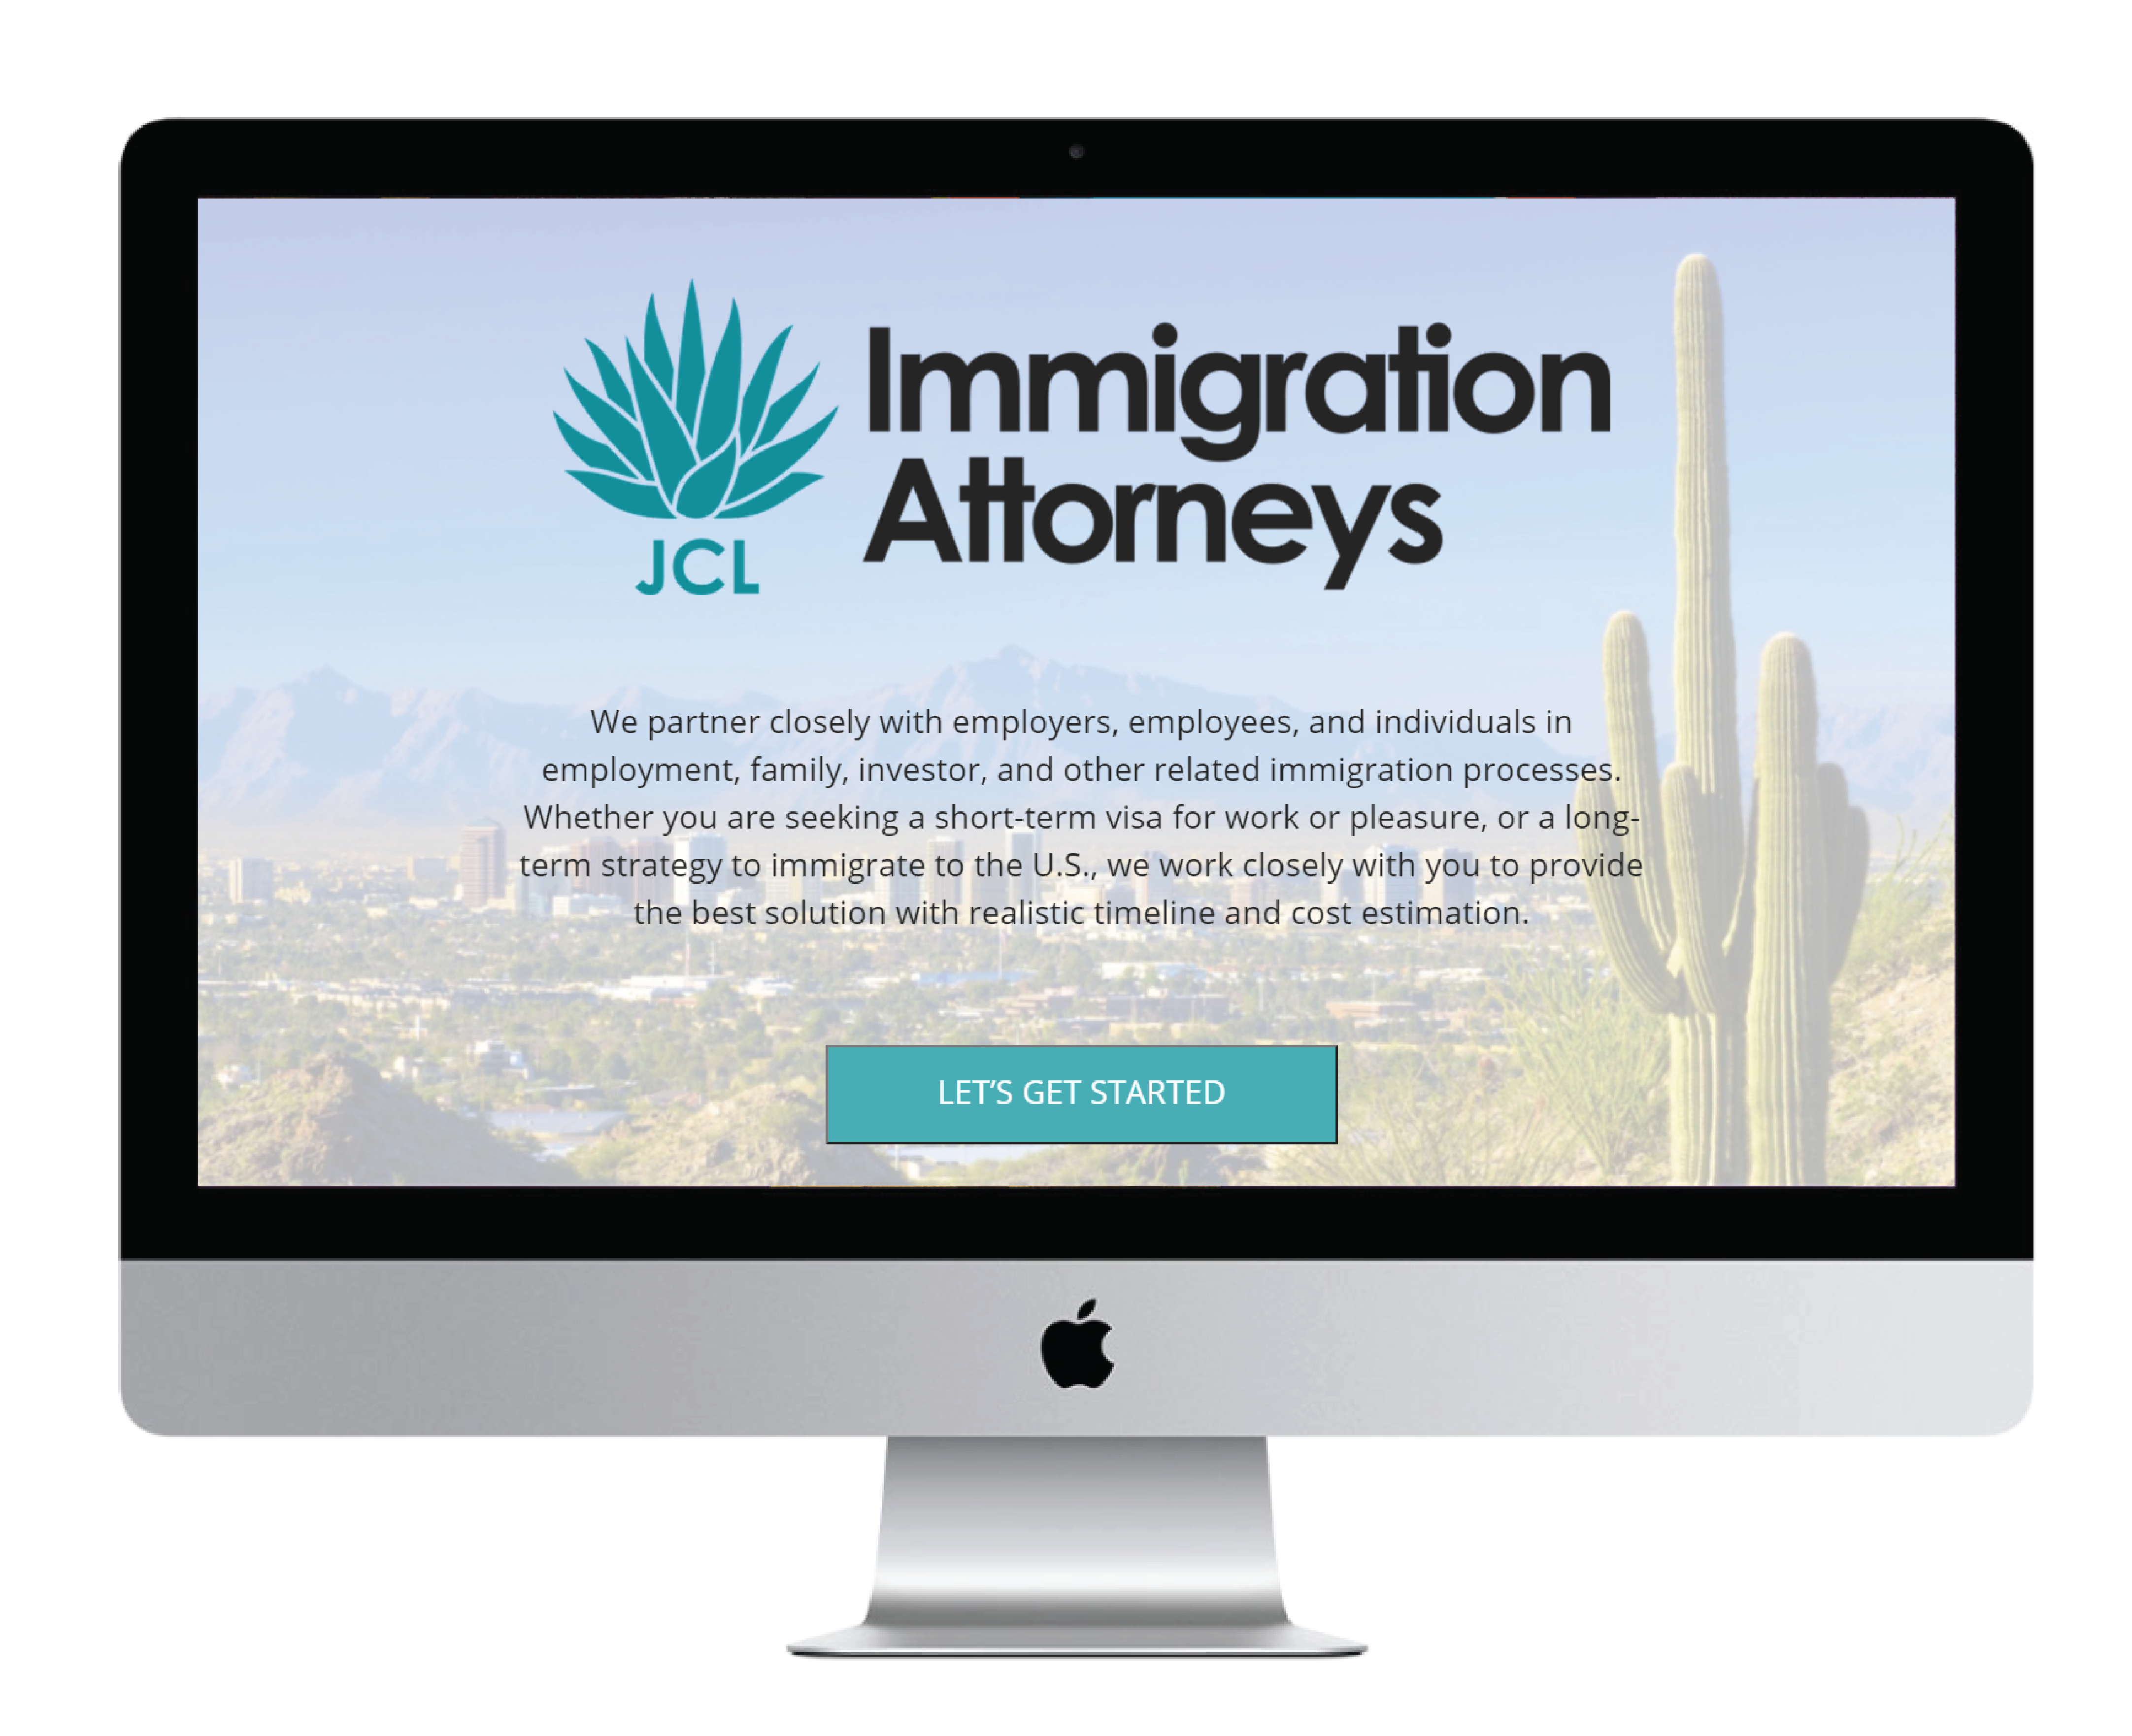 Immigration
Attorneys
JCL
We partner closely with employers, employees, and individuals in
employment, family, investor, and other related immigration processes.
Whether you are seeking a short-term visa for work or pleasure, or a long-
term strategy to immigrate to the U.S., we work closely with you to provide
the best solution with realistic timeline and cost estimation.
LET’S GET STARTED